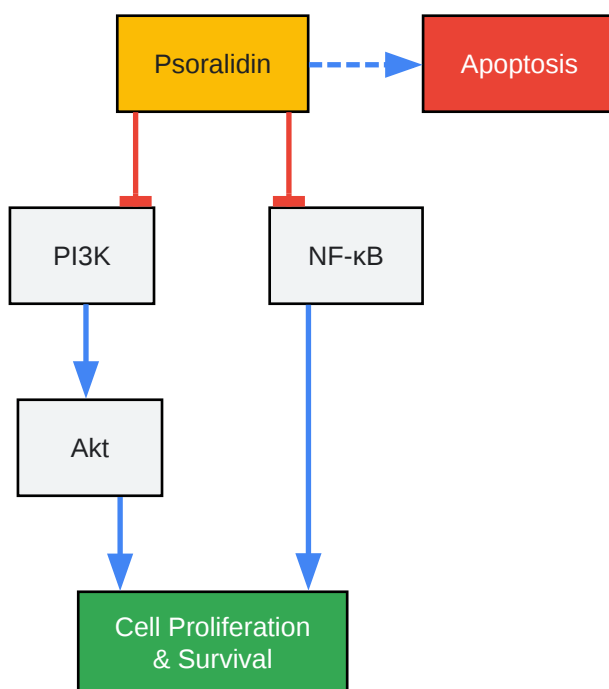 Psoralidin
Apoptosis
PI3K
NF-κB
Akt
Cell Proliferation
& Survival